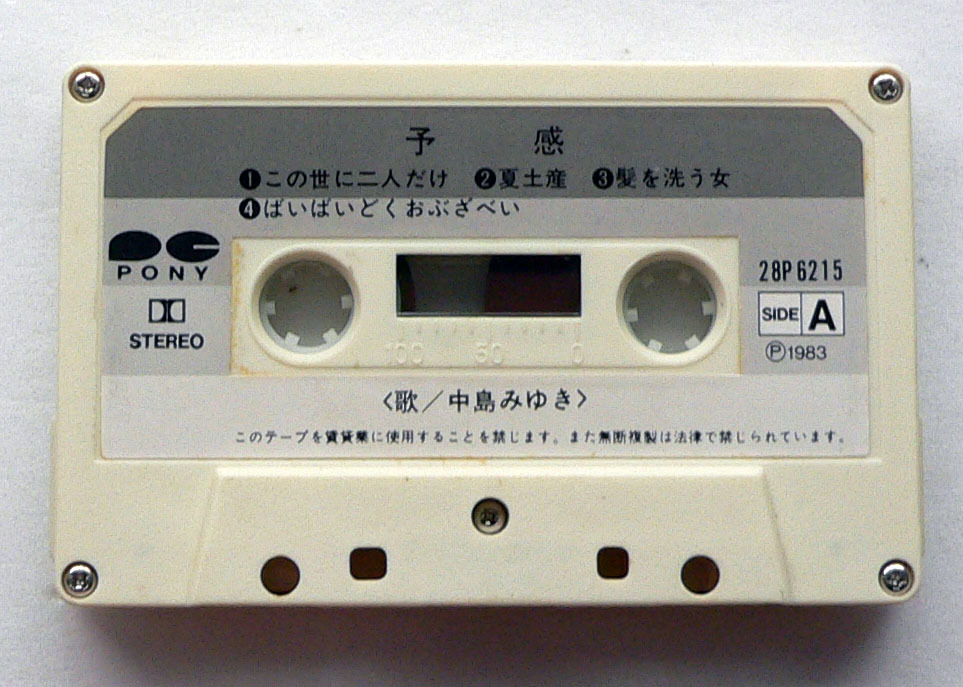 予 感
❶この世に二人だけ ❷夏土産 ❸髪を洗う女
❹ばいばいどくおぶざべい
PONY
STEREO
28P6215
SIDE A
Ⓟ1983
100 50 0
〈歌／中島みゆき〉
このテープを賃貸業に使用することを禁じます。また無断複製は法律で禁じられています。